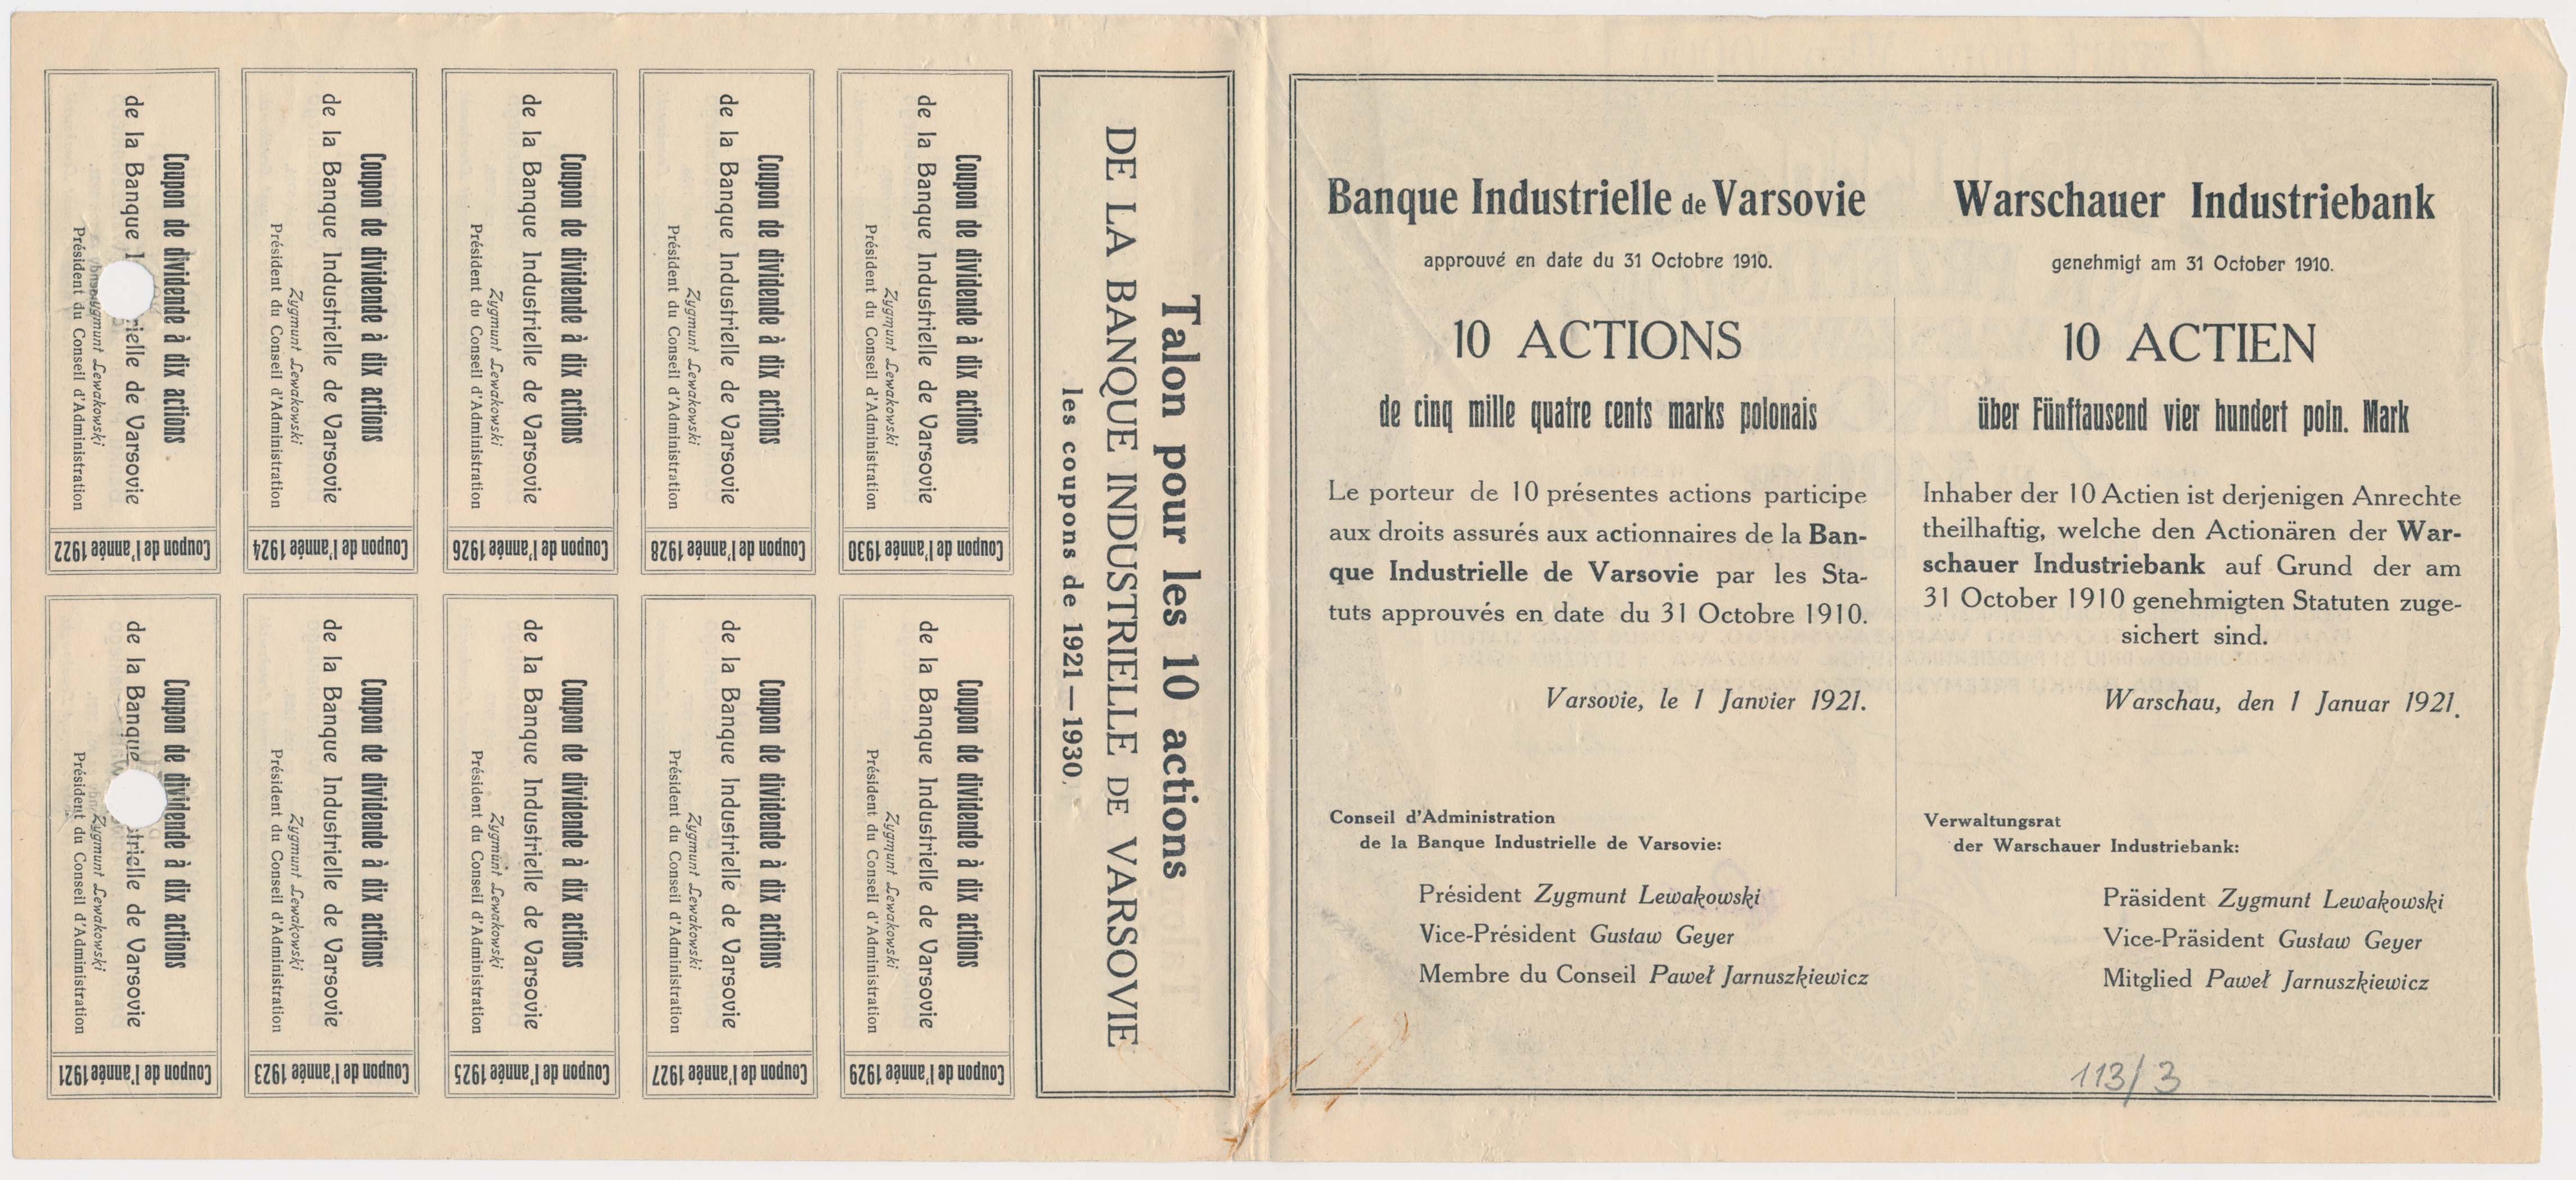 Coupon de dividende à dix actions
de la Banque rielle de Varsovie
Zygmunt Lewakowski
Président du Conseil d'Administration
Coupon de l'année 1922
Coupon de dividende à dix actions
de la Banque Industrielle de Varsovie
Zygmunt Lewakowski
Président du Conseil d'Administration
Coupon de l'année 1924
Coupon de dividende à dix actions
de la Banque Industrielle de Varsovie
Zygmunt Lewakowski
Président du Conseil d'Administration
Coupon de l'année 1926
Coupon de dividende à dix actions
de la Banque Industrielle de Varsovie
Zygmunt Lewakowski
Président du Conseil d'Administration
Coupon de l'année 1928
Coupon de dividende à dix actions
de la Banque Industrielle de Varsovie
Zygmunt Lewakowski
Président du Conseil d'Administration
Coupon de l'année 1930
Coupon de dividende à dix actions
de la Banque strielle de Varsovie
Zygmunt Lewakowski
Président du Conseil d'Administration
Coupon de l'année 1921
Coupon de dividende à dix actions
de la Banque Industrielle de Varsovie
Zygmunt Lewakowski
Président du Conseil d'Administration
Coupon de l'année 1923
Coupon de dividende à dix actions
de la Banque Industrielle de Varsovie
Zygmunt Lewakowski
Président du Conseil d'Administration
Coupon de l'année 1925
Coupon de dividende à dix actions
de la Banque Industrielle de Varsovie
Zygmunt Lewakowski
Président du Conseil d'Administration
Coupon de l'année 1927
Coupon de dividende à dix actions
de la Banque Industrielle de Varsovie
Zygmunt Lewakowski
Président du Conseil d'Administration
Coupon de l'année 1929
Talon pour les 10 actions
DE LA BANQUE INDUSTRIELLE DE VARSOVIE
les coupons de 1921—1930.
Banque Industrielle de Varsovie
approuvé en date du 31 Octobre 1910.
10 ACTIONS
de cinq mille quatre cents marks polonais
Le porteur de 10 présentes actions participe
aux droits assurés aux actionnaires de la Ban-
que Industrielle de Varsovie par les Sta-
tuts approuvés en date du 31 Octobre 1910.
Varsovie, le 1 Janvier 1921.
Conseil d'Administration
de la Banque Industrielle de Varsovie:
Président Zygmunt Lewakowski
Vice-Président Gustaw Geyer
Membre du Conseil Paweł Jarnuszkiewicz
Warschauer Industriebank
genehmigt am 31 October 1910.
10 ACTIEN
über Fünftausend vier hundert poln. Mark
Inhaber der 10 Actien ist derjenigen Anrechte
theilhaftig, welche den Actionären der War-
schauer Industriebank auf Grund der am
31 October 1910 genehmigten Statuten zuge-
sichert sind.
Warschau, den 1 Januar 1921.
Verwaltungsrat
der Warschauer Industriebank:
Präsident Zygmunt Lewakowski
Vice-Präsident Gustaw Geyer
Mitglied Paweł Jarnuszkiewicz
113/3